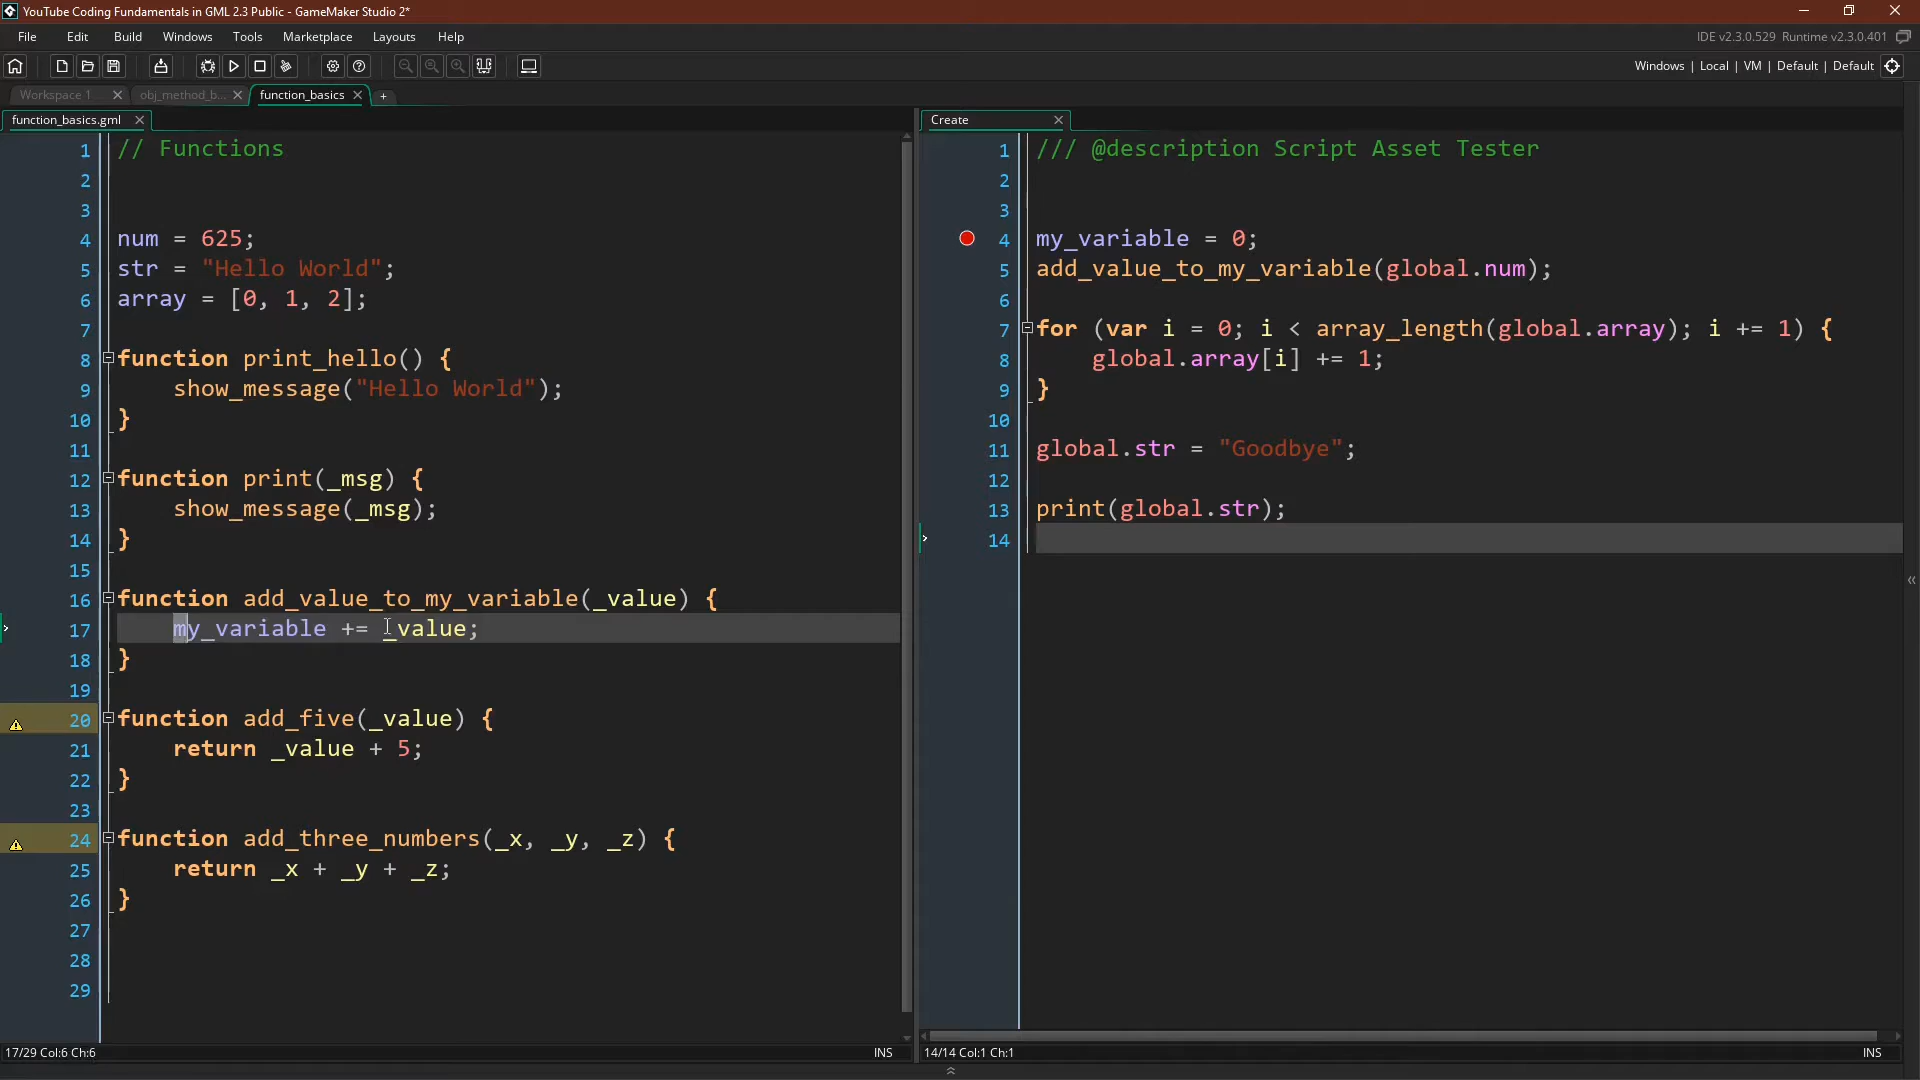 YouTube Coding Fundamentals in GML 2.3 Public - GameMaker Studio 2*
File Edit Build Windows Tools Marketplace Layouts Help
IDE v2.3.0.529 Runtime v2.3.0.401
Windows | Local | VM | Default | Default
Workspace 1 obj_method_b... function_basics +
function_basics.gml
1 // Functions
2
3
4 num = 625;
5 str = "Hello World";
6 array = [0, 1, 2];
7
8 function print_hello() {
9 show_message("Hello World");
10 }
11
12 function print(_msg) {
13 show_message(_msg);
14 }
15
16 function add_value_to_my_variable(_value) {
17 my_variable += _value;
18 }
19
20 function add_five(_value) {
21 return _value + 5;
22 }
23
24 function add_three_numbers(_x, _y, _z) {
25 return _x + _y + _z;
26 }
27
28
29
17/29 Col:6 Ch:6 INS
Create
1 /// @description Script Asset Tester
2
3
4 my_variable = 0;
5 add_value_to_my_variable(global.num);
6
7 for (var i = 0; i < array_length(global.array); i += 1) {
8 global.array[i] += 1;
9 }
10
11 global.str = "Goodbye";
12
13 print(global.str);
14
14/14 Col:1 Ch:1 INS